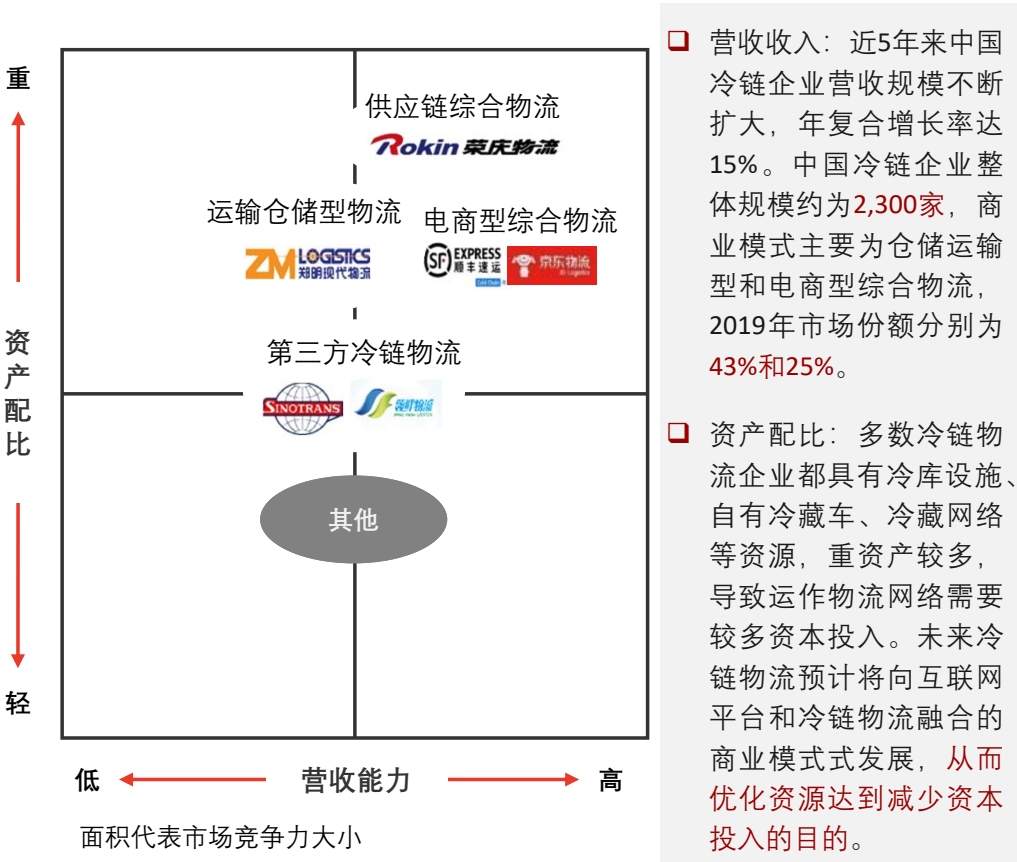 重
资
产
配
比
轻
供应链综合物流
Rokin 荣庆物流
运输仓储型物流
电商型综合物流
ZM LOGISTICS
郑明现代物流
SF EXPRESS
顺丰速运
京东物流
第三方冷链物流
SINOTRANS
其他
低
营收能力
高
面积代表市场竞争力大小
营收收入：近5年来中国
冷链企业营收规模不断
扩大，年复合增长率达
15%。中国冷链企业整
体规模约为2,300家，商
业模式主要为仓储运输
型和电商型综合物流，
2019年市场份额分别为
43%和25%。
资产配比：多数冷链物
流企业都具有冷库设施、
自有冷藏车、冷藏网络
等资源，重资产较多，
导致运作物流网络需要
较多资本投入。未来冷
链物流预计将向互联网
平台和冷链物流融合的
商业模式式发展，从而
优化资源达到减少资本
投入的目的。